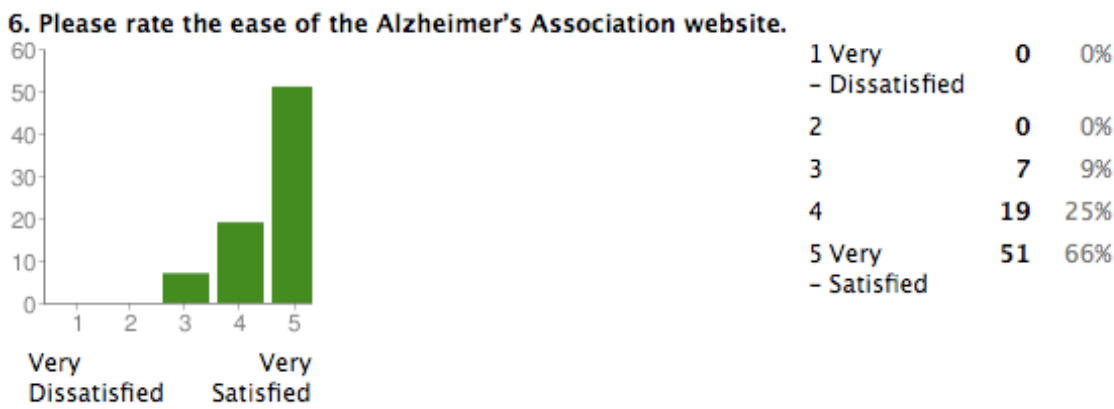 6. Please rate the ease of the Alzheimer's Association website.
60
50
40
30
20
10
0
1 2 3 4 5
Very Very
Dissatisfied Satisfied
1 Very 0 0%
– Dissatisfied
2 0 0%
3 7 9%
4 19 25%
5 Very 51 66%
– Satisfied